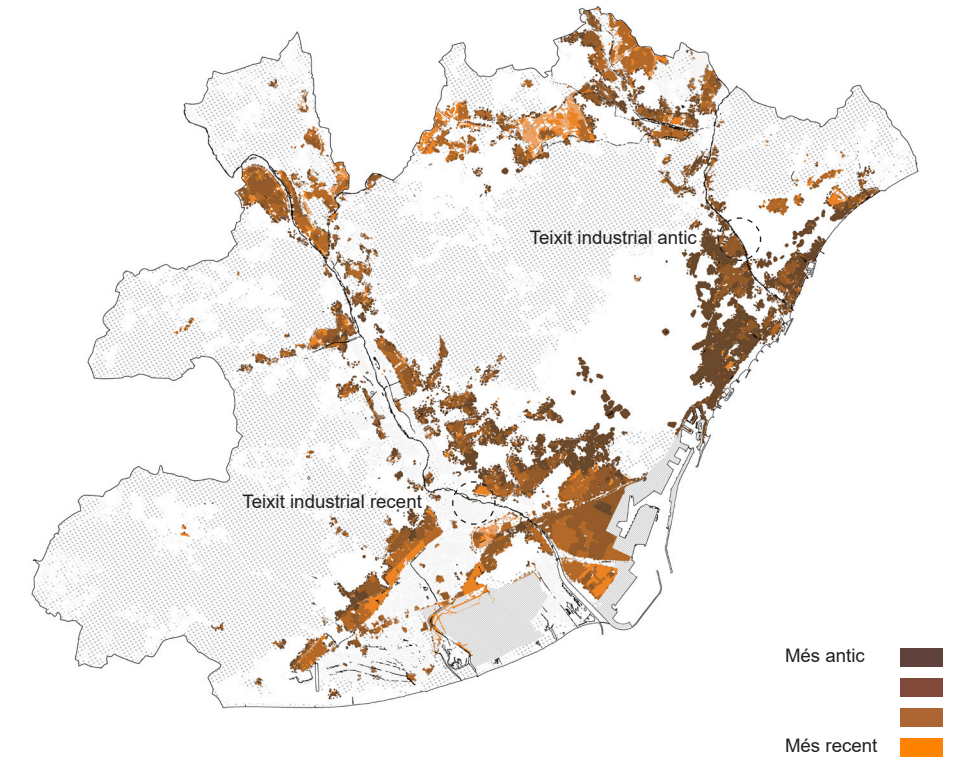 Teixit industrial antic
Teixit industrial recent
Més antic
Més recent